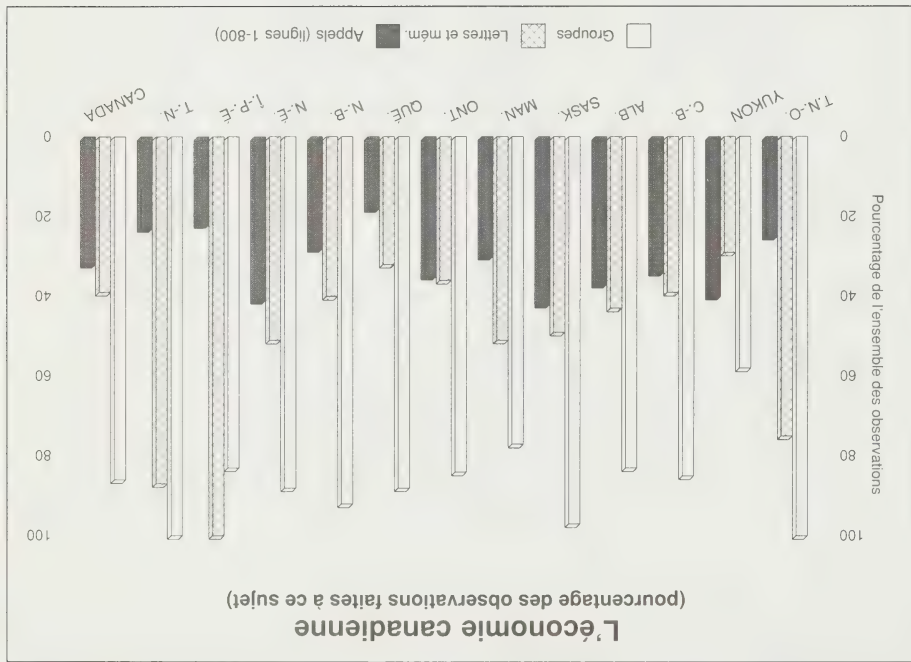 L'économie canadienne
(pourcentage des observations faites à ce sujet)
Pourcentage de l'ensemble des observations
100 100
80 80
60 60
40 40
20 20
0 0
T.N.-O. YUKON C.-B. ALB. SASK. MAN. ONT. QUÉ. N.-B. N.-É. Î.-P.-É T.-N. CANADA
Groupes Lettres et mém. Appels (lignes 1-800)